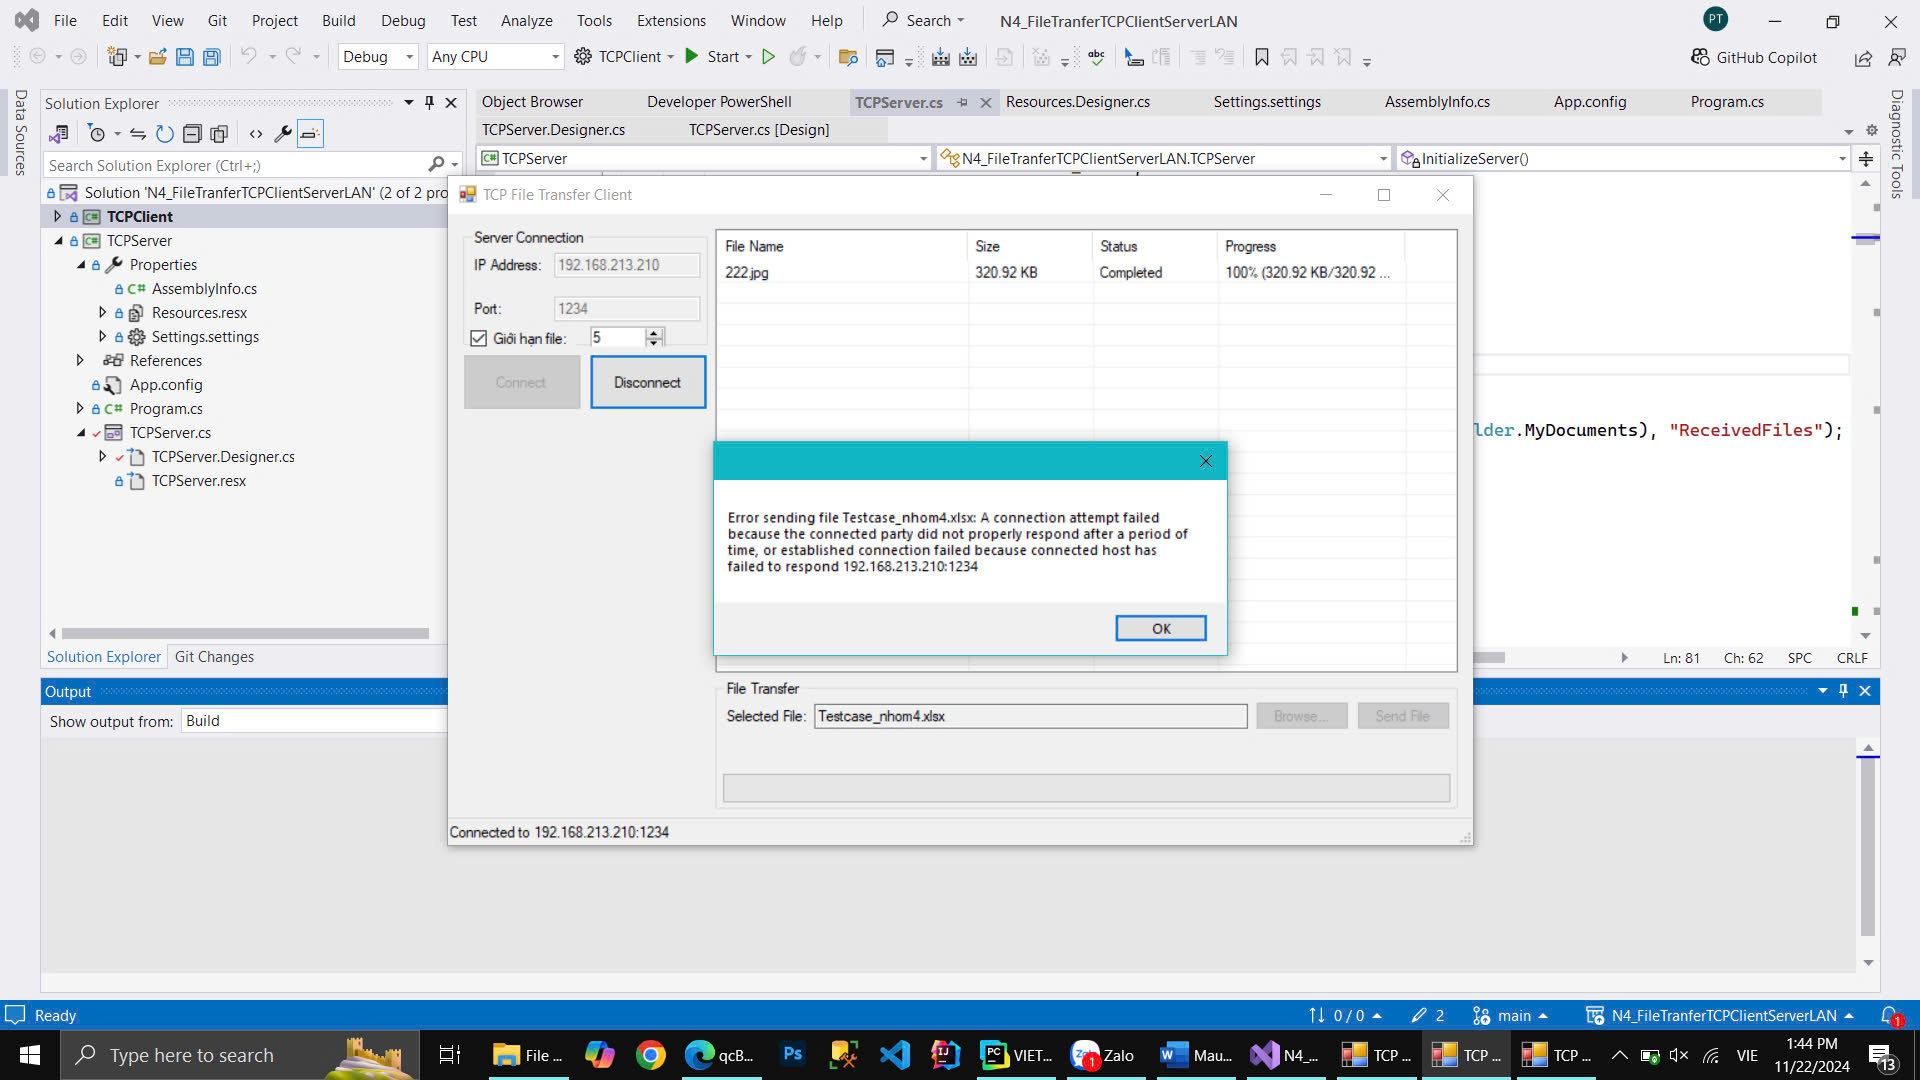 File Edit View Git Project Build Debug Test Analyze Tools Extensions Window Help Search N4_FileTranferTCPClientServerLAN PT
Debug Any CPU TCPClient Start GitHub Copilot
Data Sources
Solution Explorer
Search Solution Explorer (Ctrl+;)
Solution 'N4_FileTranferTCPClientServerLAN' (2 of 2 pro
TCPClient
TCPServer
Properties
AssemblyInfo.cs
Resources.resx
Settings.settings
References
App.config
Program.cs
TCPServer.cs
TCPServer.Designer.cs
TCPServer.resx
Solution Explorer Git Changes
Object Browser Developer PowerShell TCPServer.cs Resources.Designer.cs Settings.settings AssemblyInfo.cs App.config Program.cs
TCPServer.Designer.cs TCPServer.cs [Design]
TCPServer N4_FileTranferTCPClientServerLAN.TCPServer InitializeServer()
Diagnostic Tools
lder.MyDocuments), "ReceivedFiles");
Ln: 81 Ch: 62 SPC CRLF
TCP File Transfer Client
Server Connection
IP Address: 192.168.213.210
Port: 1234
Giới hạn file: 5
Connect Disconnect
File Name Size Status Progress
222.jpg 320.92 KB Completed 100% (320.92 KB/320.92 ...
Error sending file Testcase_nhom4.xlsx: A connection attempt failed
because the connected party did not properly respond after a period of
time, or established connection failed because connected host has
failed to respond 192.168.213.210:1234
OK
File Transfer
Selected File: Testcase_nhom4.xlsx Browse... Send File
Connected to 192.168.213.210:1234
Output
Show output from: Build
Ready 0 / 0 2 main N4_FileTranferTCPClientServerLAN 1
Type here to search File ... qcB... Ps VIET... Zalo Mau... N4_... TCP ... TCP ... TCP ... VIE 1:44 PM
11/22/2024 13